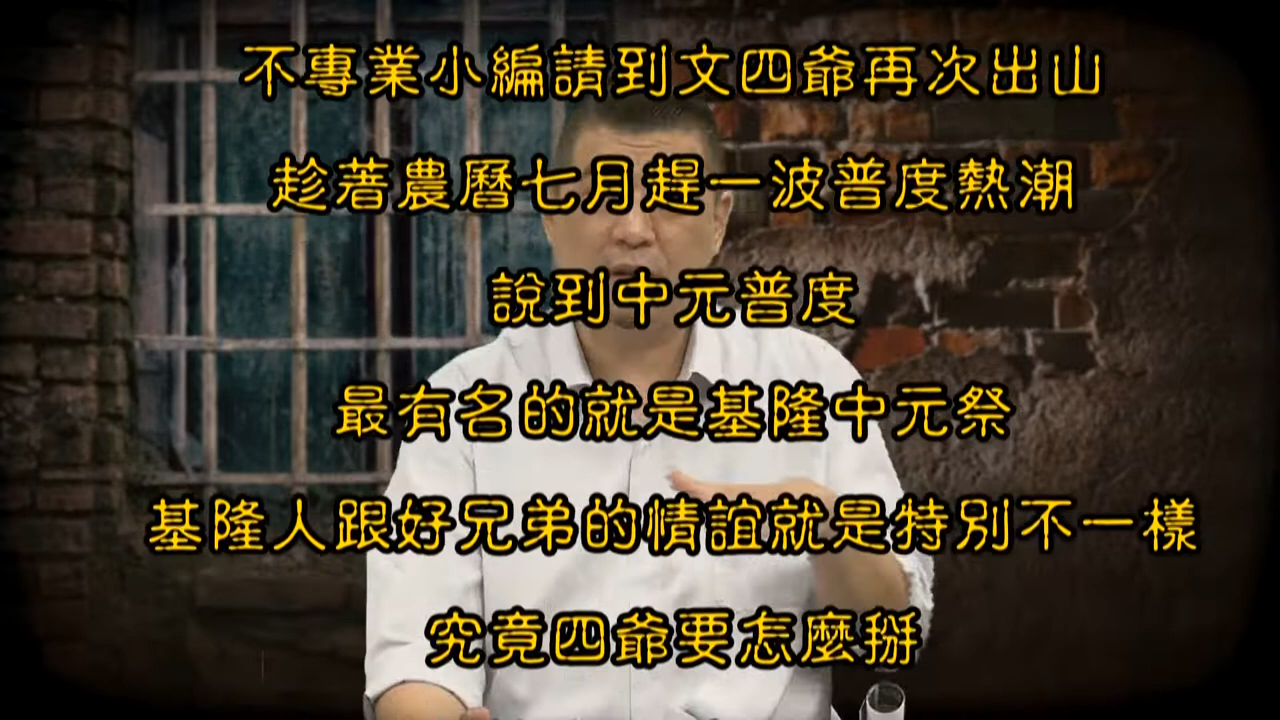 不專業小編請到文四爺再次出山
趁著農曆七月趕一波普度熱潮
說到中元普度
最有名的就是基隆中元祭
基隆人跟好兄弟的情誼就是特別不一樣
究竟四爺要怎麼掰